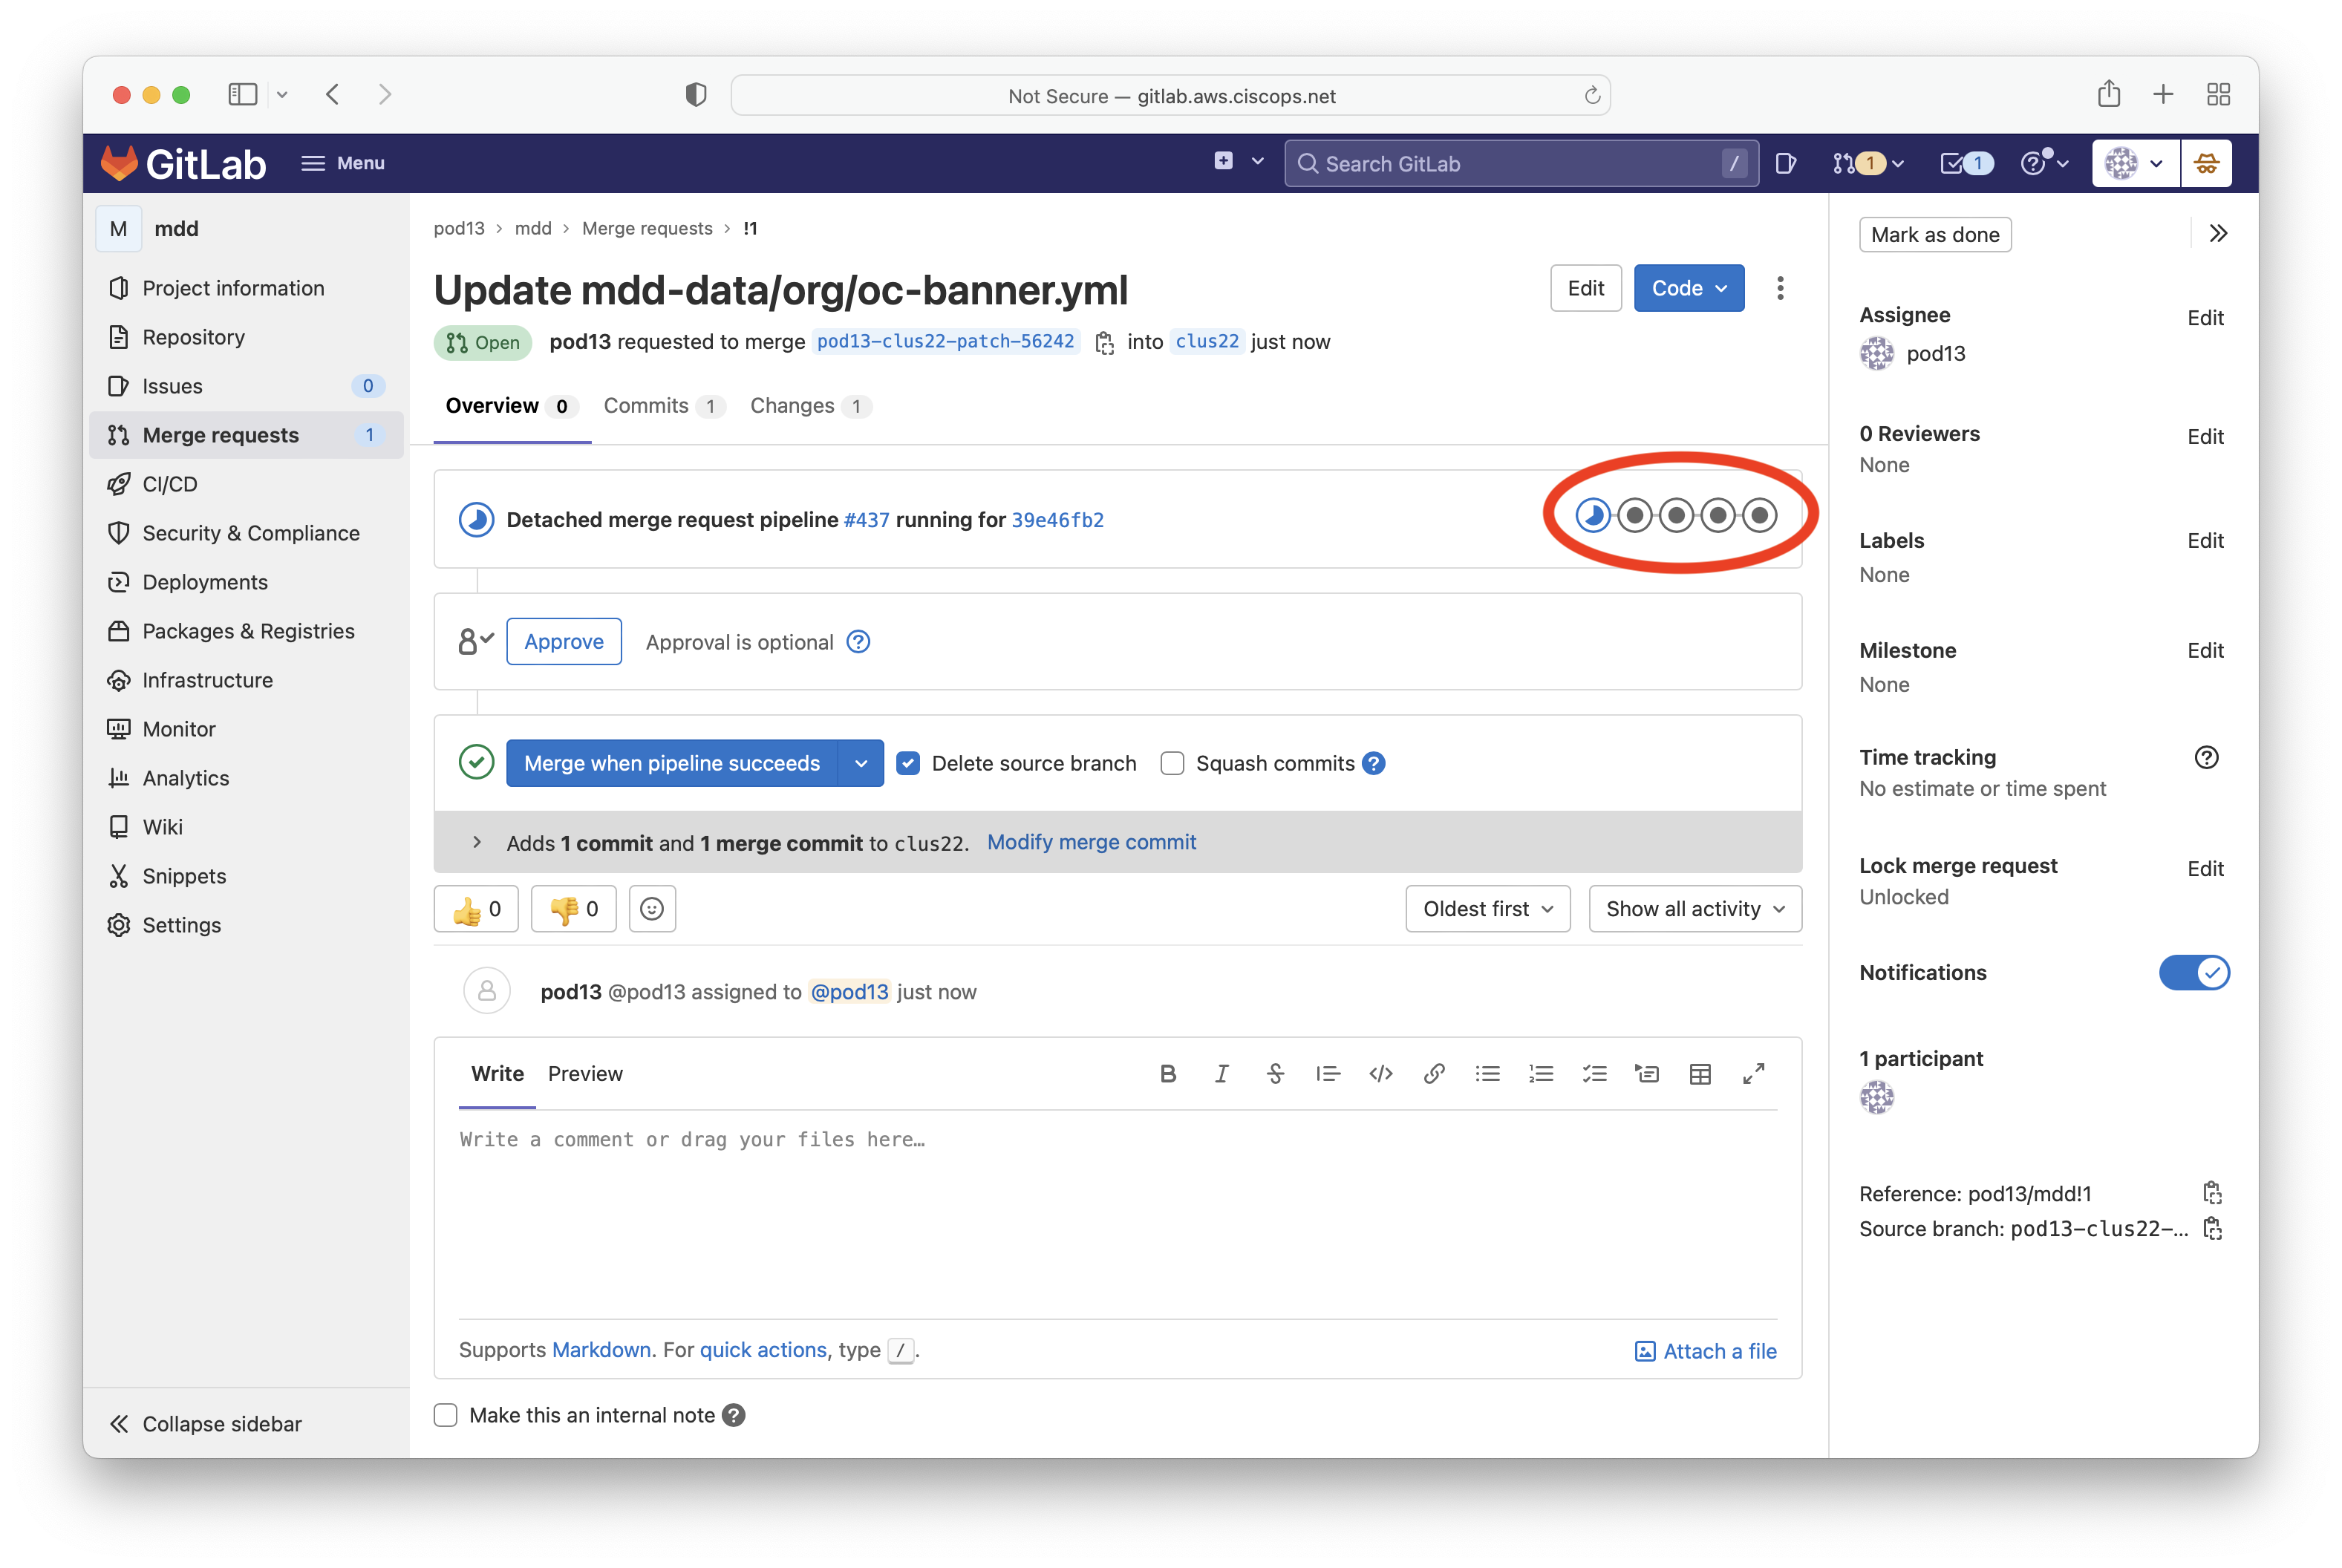 Not Secure — gitlab.aws.ciscops.net
GitLab
Menu
Search GitLab
/
1
1
M
mdd
Project information
Repository
Issues 0
Merge requests 1
CI/CD
Security & Compliance
Deployments
Packages & Registries
Infrastructure
Monitor
Analytics
Wiki
Snippets
Settings
Collapse sidebar
pod13 › mdd › Merge requests › !1
Update mdd-data/org/oc-banner.yml
Edit
Code
Open pod13 requested to merge pod13-clus22-patch-56242 into clus22 just now
Overview 0 Commits 1 Changes 1
Detached merge request pipeline #437 running for 39e46fb2
Approve Approval is optional ?
Merge when pipeline succeeds Delete source branch Squash commits ?
Adds 1 commit and 1 merge commit to clus22. Modify merge commit
0 0
Oldest first Show all activity
pod13 @pod13 assigned to @pod13 just now
Write Preview
Write a comment or drag your files here…
Supports Markdown. For quick actions, type /.
Attach a file
Make this an internal note ?
Mark as done
Assignee Edit
pod13
0 Reviewers Edit
None
Labels Edit
None
Milestone Edit
None
Time tracking ?
No estimate or time spent
Lock merge request Edit
Unlocked
Notifications
1 participant
Reference: pod13/mdd!1
Source branch: pod13-clus22-...